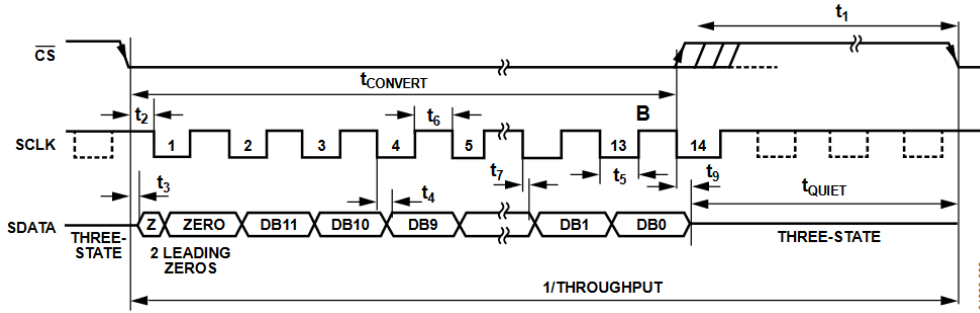 t1
CS
tCONVERT
t2
t6
B
SCLK
1
2
3
4
5
13
14
t7
t5
t9
t3
t4
tQUIET
SDATA
Z
ZERO
DB11
DB10
DB9
DB1
DB0
THREE-
STATE
2 LEADING
ZEROS
THREE-STATE
1/THROUGHPUT